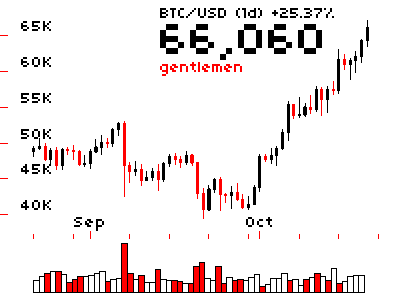 BTC/USD (1d) +25.37%
66,060
gentlemen
65K
60K
55K
50K
45K
40K
Sep Oct